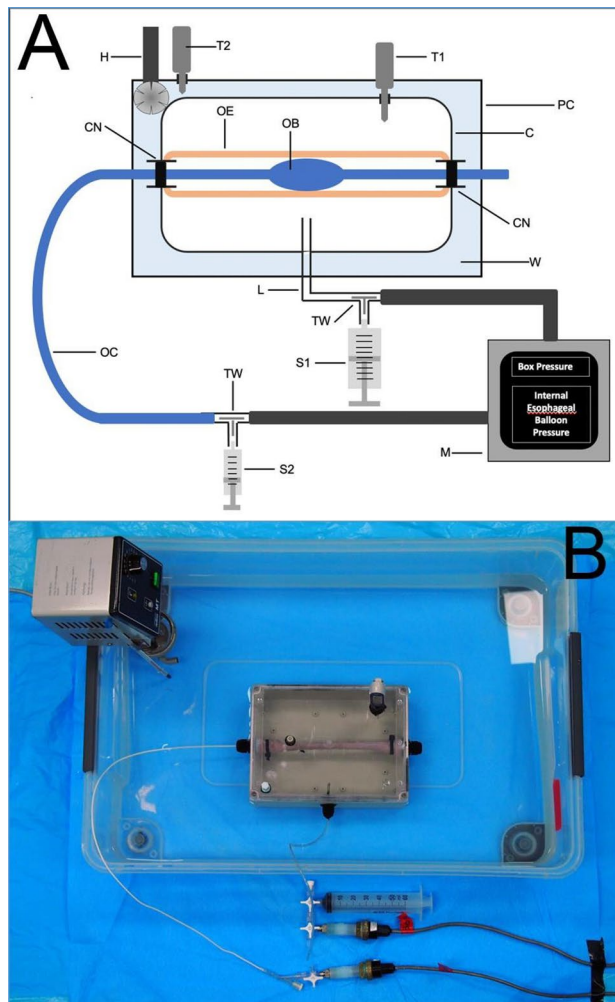 A
H
T2
T1
PC
CN
OE
OB
C
CN
W
L
TW
S1
OC
TW
Box Pressure
Internal
Esophageal
Balloon
Pressure
M
S2
B